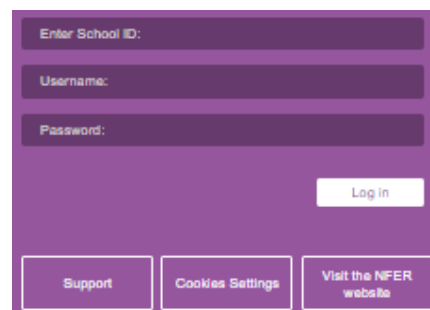 Enter School ID:
Username:
Password:
Log in
Support
Cookies Settings
Visit the NFER
website